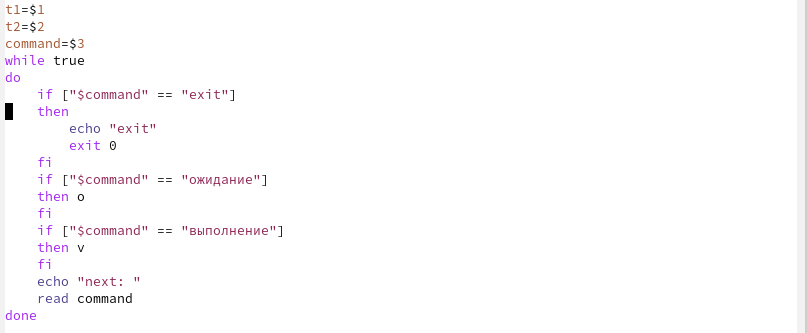 t1=$1
t2=$2
command=$3
while true
do
    if ["$command" == "exit"]
    then
        echo "exit"
        exit 0
    fi
    if ["$command" == "ожидание"]
    then o
    fi
    if ["$command" == "выполнение"]
    then v
    fi
    echo "next: "
    read command
done